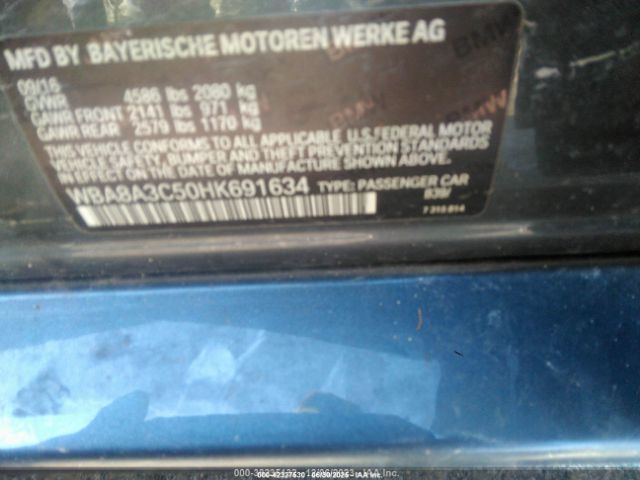 MFD BY BAYERISCHE MOTOREN WERKE AG
09/16
GVWR 4586 lbs 2080 kg
GAWR FRONT 2141 lbs 971 kg
GAWR REAR 2579 lbs 1170 kg
THIS VEHICLE CONFORMS TO ALL APPLICABLE U.S. FEDERAL MOTOR
VEHICLE SAFETY, BUMPER AND THEFT PREVENTION STANDARDS
IN EFFECT ON THE DATE OF MANUFACTURE SHOWN ABOVE.
WBA8A3C50HK691634 TYPE: PASSENGER CAR
BMW
BMW